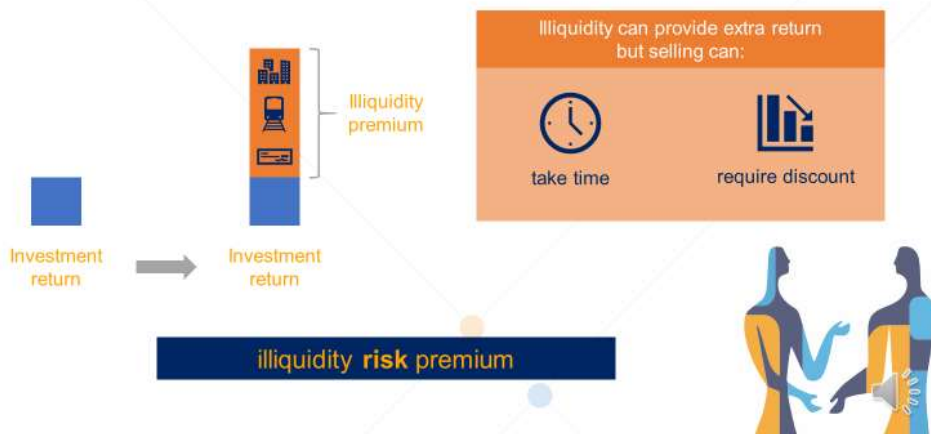 Illiquidity can provide extra return
but selling can:
Illiquidity
premium
take time
require discount
Investment
return
Investment
return
illiquidity risk premium